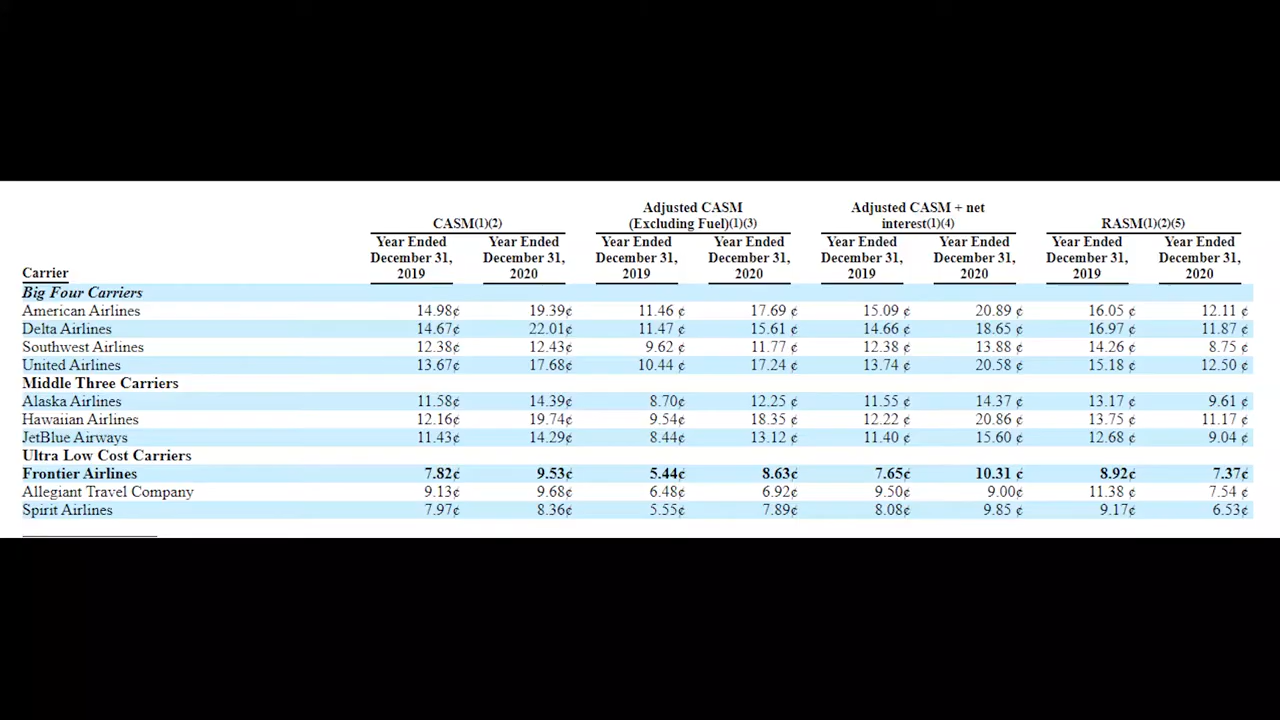 Adjusted CASM Adjusted CASM + net
CASM(1)(2) (Excluding Fuel)(1)(3) interest(1)(4) RASM(1)(2)(5)
Year Ended Year Ended Year Ended Year Ended Year Ended Year Ended Year Ended Year Ended
December 31, December 31, December 31, December 31, December 31, December 31, December 31, December 31,
Carrier 2019 2020 2019 2020 2019 2020 2019 2020
Big Four Carriers
American Airlines 14.98¢ 19.39¢ 11.46 ¢ 17.69 ¢ 15.09 ¢ 20.89 ¢ 16.05 ¢ 12.11 ¢
Delta Airlines 14.67¢ 22.01¢ 11.47 ¢ 15.61 ¢ 14.66 ¢ 18.65 ¢ 16.97 ¢ 11.87 ¢
Southwest Airlines 12.38¢ 12.43¢ 9.62 ¢ 11.77 ¢ 12.38 ¢ 13.88 ¢ 14.26 ¢ 8.75 ¢
United Airlines 13.67¢ 17.68¢ 10.44 ¢ 17.24 ¢ 13.74 ¢ 20.58 ¢ 15.18 ¢ 12.50 ¢
Middle Three Carriers
Alaska Airlines 11.58¢ 14.39¢ 8.70¢ 12.25 ¢ 11.55 ¢ 14.37 ¢ 13.17 ¢ 9.61 ¢
Hawaiian Airlines 12.16¢ 19.74¢ 9.54¢ 18.35 ¢ 12.22 ¢ 20.86 ¢ 13.75 ¢ 11.17 ¢
JetBlue Airways 11.43¢ 14.29¢ 8.44¢ 13.12 ¢ 11.40 ¢ 15.60 ¢ 12.68 ¢ 9.04 ¢
Ultra Low Cost Carriers
Frontier Airlines 7.82¢ 9.53¢ 5.44¢ 8.63¢ 7.65¢ 10.31 ¢ 8.92¢ 7.37¢
Allegiant Travel Company 9.13¢ 9.68¢ 6.48¢ 6.92¢ 9.50¢ 9.00¢ 11.38 ¢ 7.54 ¢
Spirit Airlines 7.97¢ 8.36¢ 5.55¢ 7.89¢ 8.08¢ 9.85 ¢ 9.17¢ 6.53¢